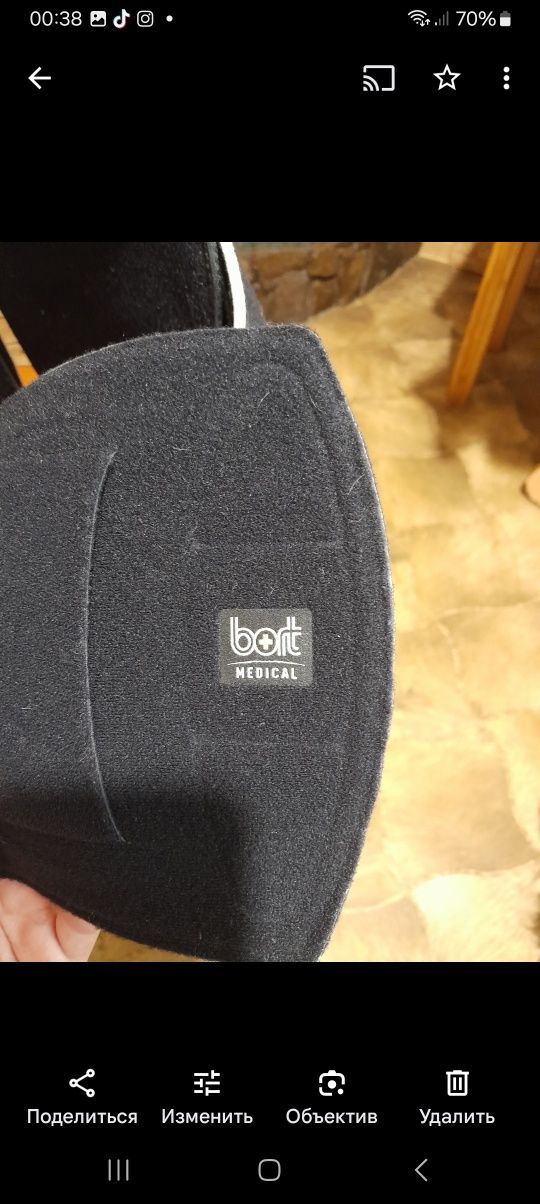 00:38
70%
bort
MEDICAL
Поделиться
Изменить
Объектив
Удалить